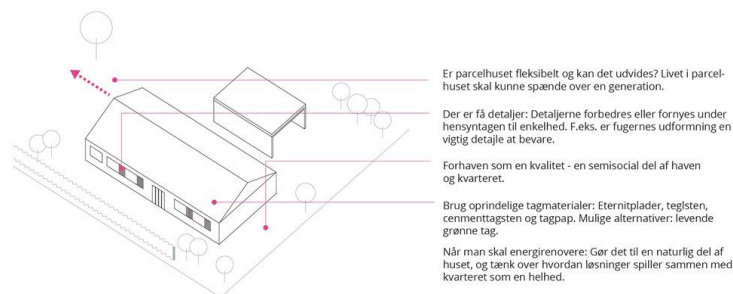 Er parcelhuset fleksibelt og kan det udvides? Livet i parcel-
huset skal kunne spænde over en generation.
Der er få detaljer: Detaljerne forbedres eller fornyes under
hensyntagen til enkelhed. F.eks. er fugernes udformning en
vigtig detajle at bevare.
Forhaven som en kvalitet - en semisocial del af haven
og kvarteret.
Brug oprindelige tagmaterialer: Eternitplader, teglsten,
cenmenttagsten og tagpap. Mulige alternativer: levende
grønne tag.
Når man skal energirenovere: Gør det til en naturlig del af
huset, og tænk over hvordan løsninger spiller sammen med
kvarteret som en helhed.